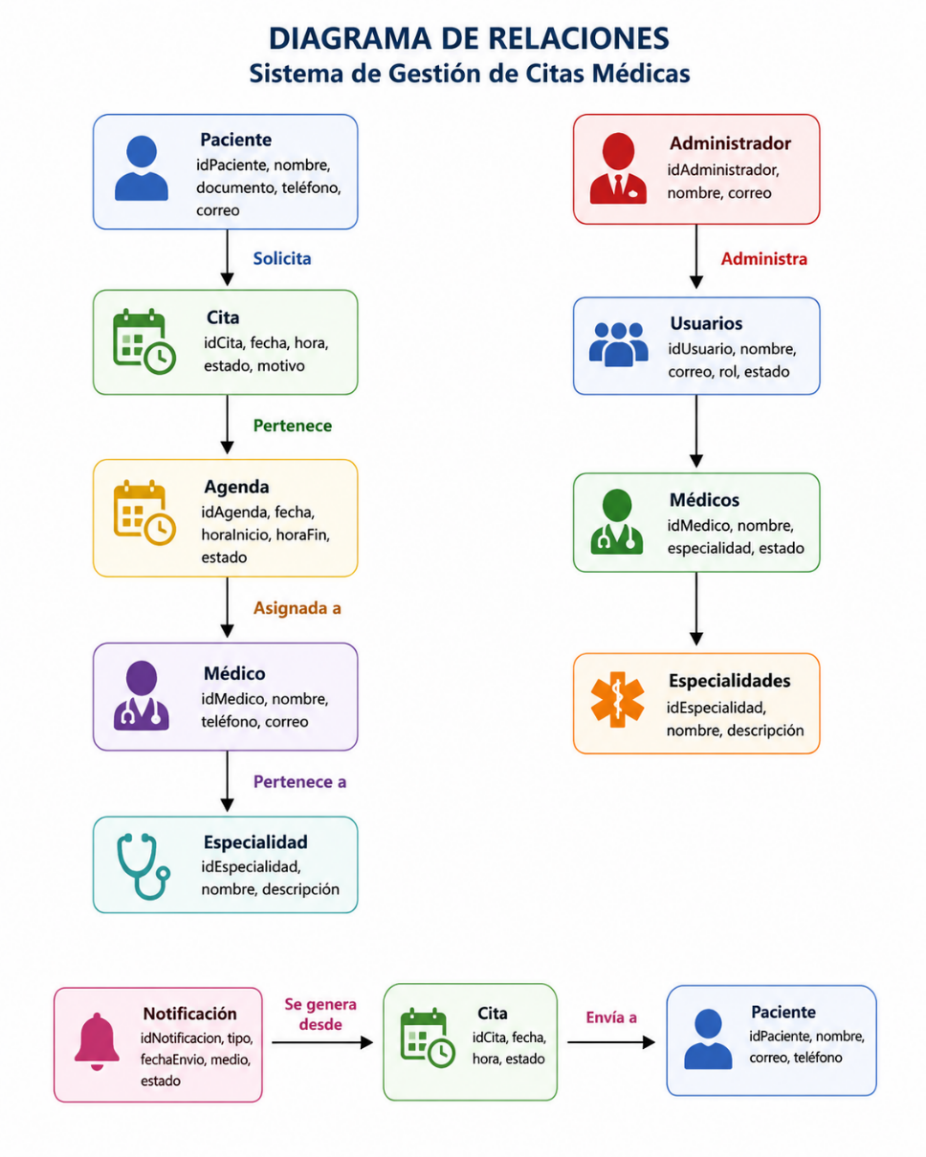 DIAGRAMA DE RELACIONES
Sistema de Gestión de Citas Médicas
Paciente
idPaciente, nombre,
documento, teléfono,
correo
Solicita
Cita
idCita, fecha, hora,
estado, motivo
Pertenece
Agenda
idAgenda, fecha,
horaInicio, horaFin,
estado
Asignada a
Médico
idMedico, nombre,
teléfono, correo
Pertenece a
Especialidad
idEspecialidad,
nombre, descripción
Administrador
idAdministrador,
nombre, correo
Administra
Usuarios
idUsuario, nombre,
correo, rol, estado
Médicos
idMedico, nombre,
especialidad, estado
Especialidades
idEspecialidad,
nombre, descripción
Notificación
idNotificacion, tipo,
fechaEnvio, medio,
estado
Se genera
desde
Cita
idCita, fecha,
hora, estado
Envía a
Paciente
idPaciente, nombre,
correo, teléfono